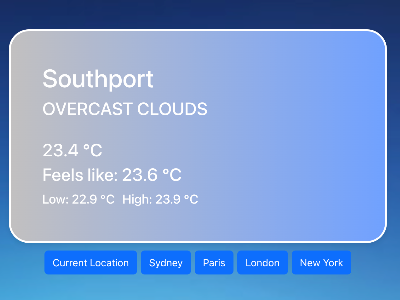 Southport
OVERCAST CLOUDS
23.4 °C
Feels like: 23.6 °C
Low: 22.9 °C High: 23.9 °C
Current Location Sydney Paris London New York